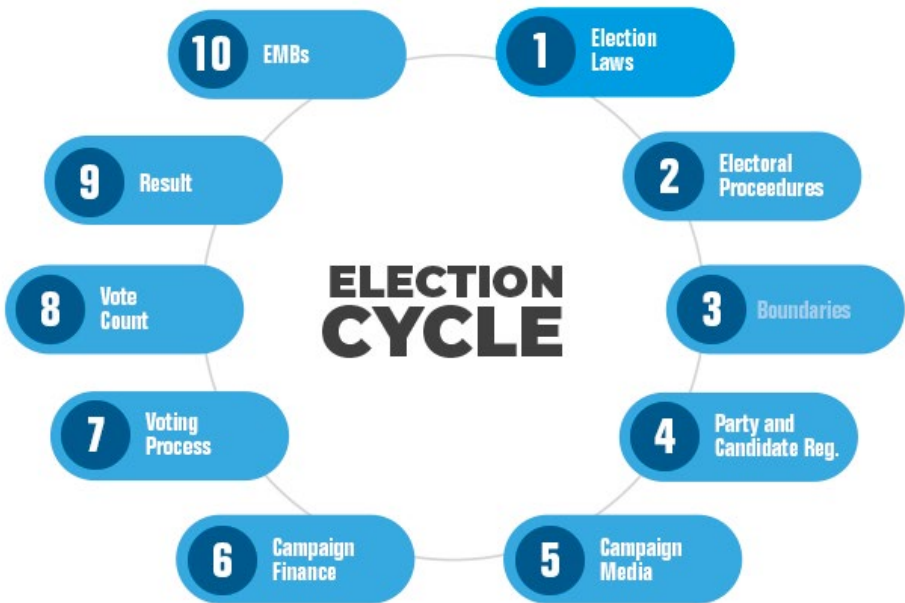 10
EMBs
1
Election
Laws
9
Result
2
Electoral
Proceedures
8
Vote
Count
ELECTION
CYCLE
3
Boundaries
7
Voting
Process
4
Party and
Candidate Reg.
6
Campaign
Finance
5
Campaign
Media